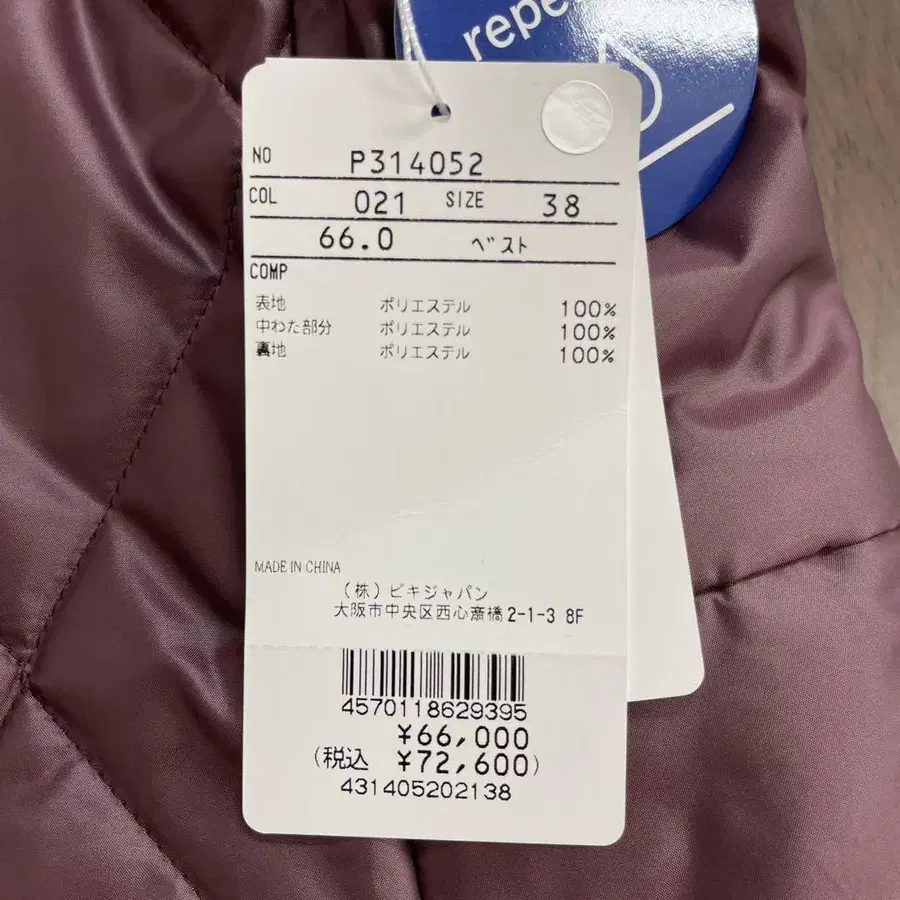 NO P314052
COL 021 SIZE 38
66.0 ベスト
COMP
表地 ポリエステル 100%
中わた部分 ポリエステル 100%
裏地 ポリエステル 100%
MADE IN CHINA
(株)ピキジャパン
大阪市中央区西心斎橋2-1-3 8F
4570118629395
¥66,000
(税込 ¥72,600)
431405202138